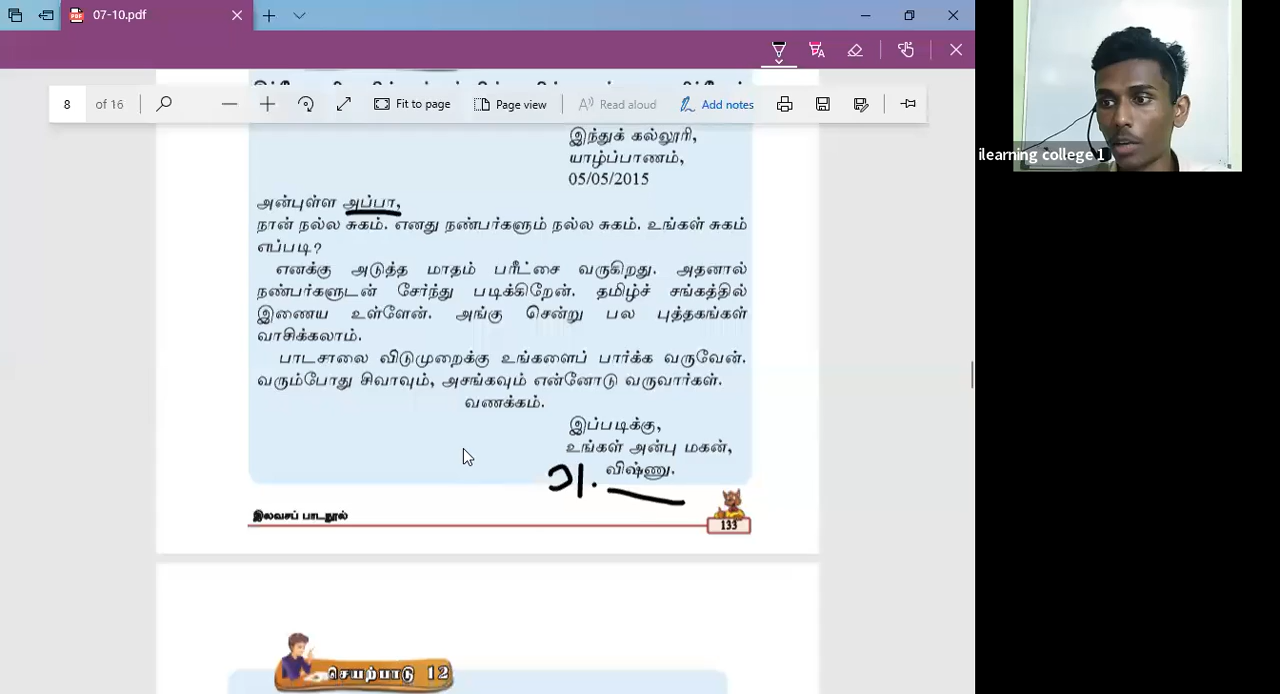 07-10.pdf
8 of 16
Fit to page
Page view
Read aloud
Add notes
ilearning college 1
இந்துக் கல்லூரி,
யாழ்ப்பாணம்,
05/05/2015
அன்புள்ள அப்பா,
நான் நல்ல சுகம். எனது நண்பர்களும் நல்ல சுகம். உங்கள் சுகம்
எப்படி?
எனக்கு அடுத்த மாதம் பரீட்சை வருகிறது. அதனால்
நண்பர்களுடன் சேர்ந்து படிக்கிறேன். தமிழ்ச் சங்கத்தில்
இணைய உள்ளேன். அங்கு சென்று பல புத்தகங்கள்
வாசிக்கலாம்.
பாடசாலை விடுமுறைக்கு உங்களைப் பார்க்க வருவேன்.
வரும்போது சிவாவும், அசங்கவும் என்னோடு வருவார்கள்.
வணக்கம்.
இப்படிக்கு,
உங்கள் அன்பு மகன்,
விஷ்ணு.
இலவசப் பாடநூல்
133
செயற்பாடு 12